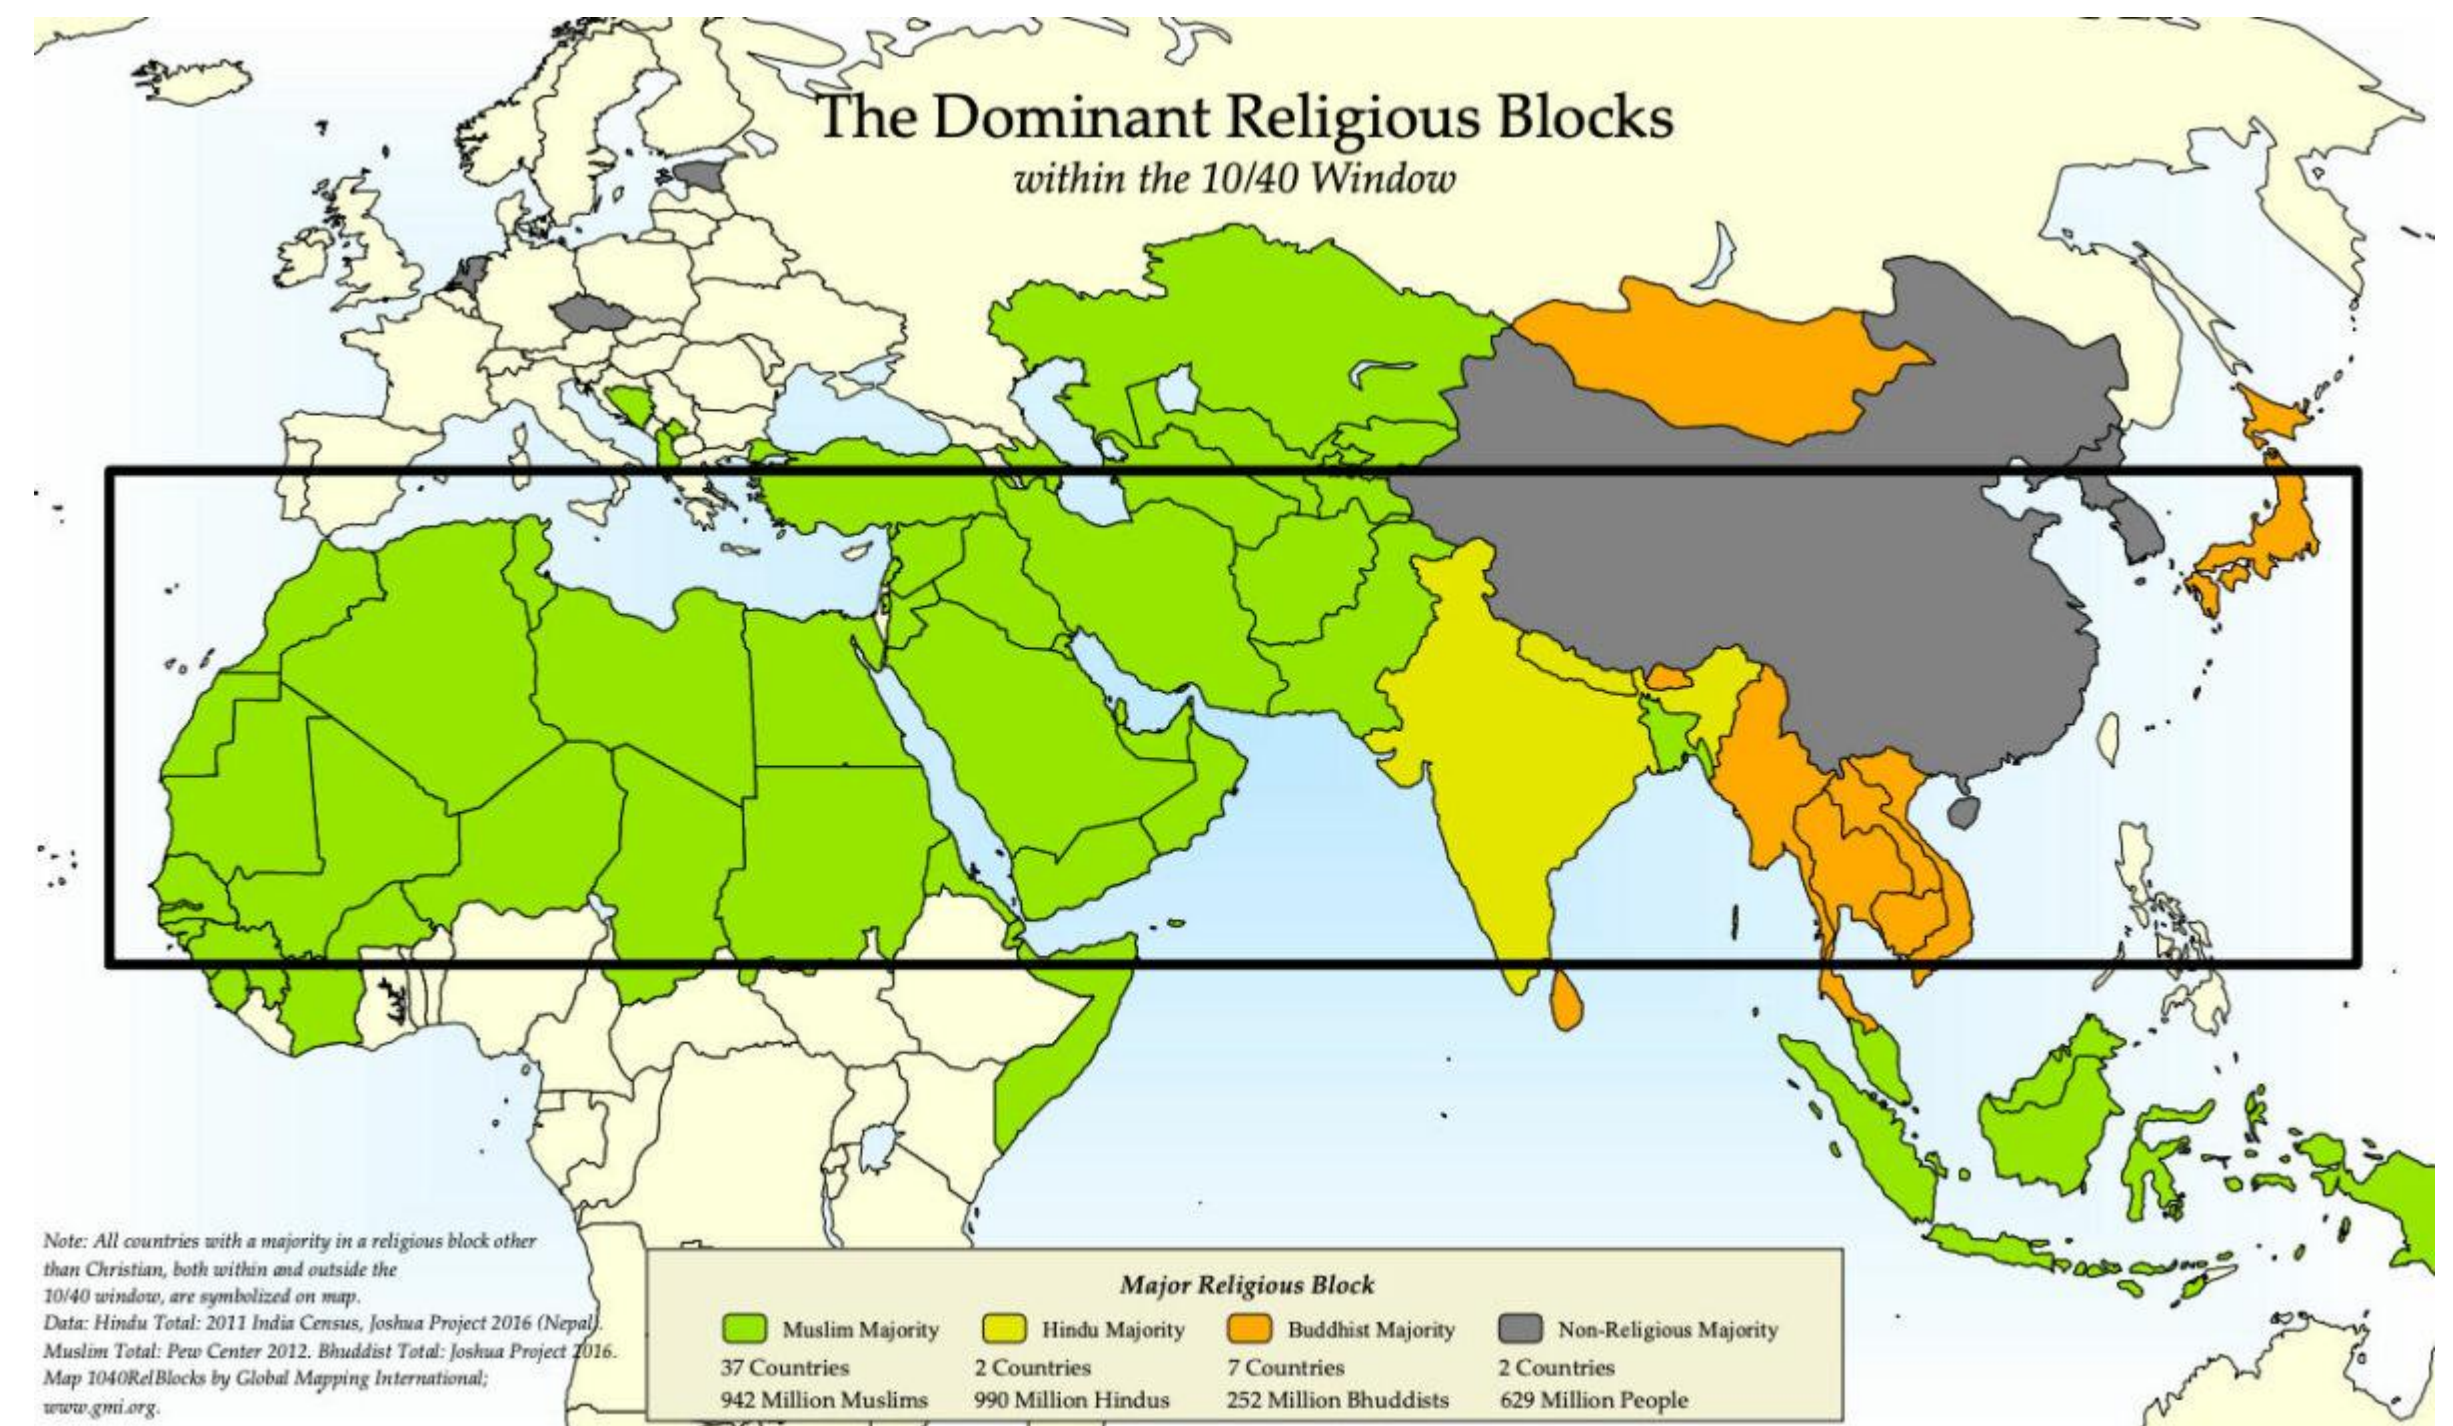 The Dominant Religious Blocks
within the 10/40 Window
Note: All countries with a majority in a religious block other
than Christian, both within and outside the
10/40 window, are symbolized on map.
Data: Hindu Total: 2011 India Census, Joshua Project 2016 (Nepal).
Muslim Total: Pew Center 2012. Bhuddist Total: Joshua Project 2016.
Map 1040RelBlocks by Global Mapping International;
www.gmi.org.
Major Religious Block
Muslim Majority
37 Countries
942 Million Muslims
Hindu Majority
2 Countries
990 Million Hindus
Buddhist Majority
7 Countries
252 Million Bhuddists
Non-Religious Majority
2 Countries
629 Million People